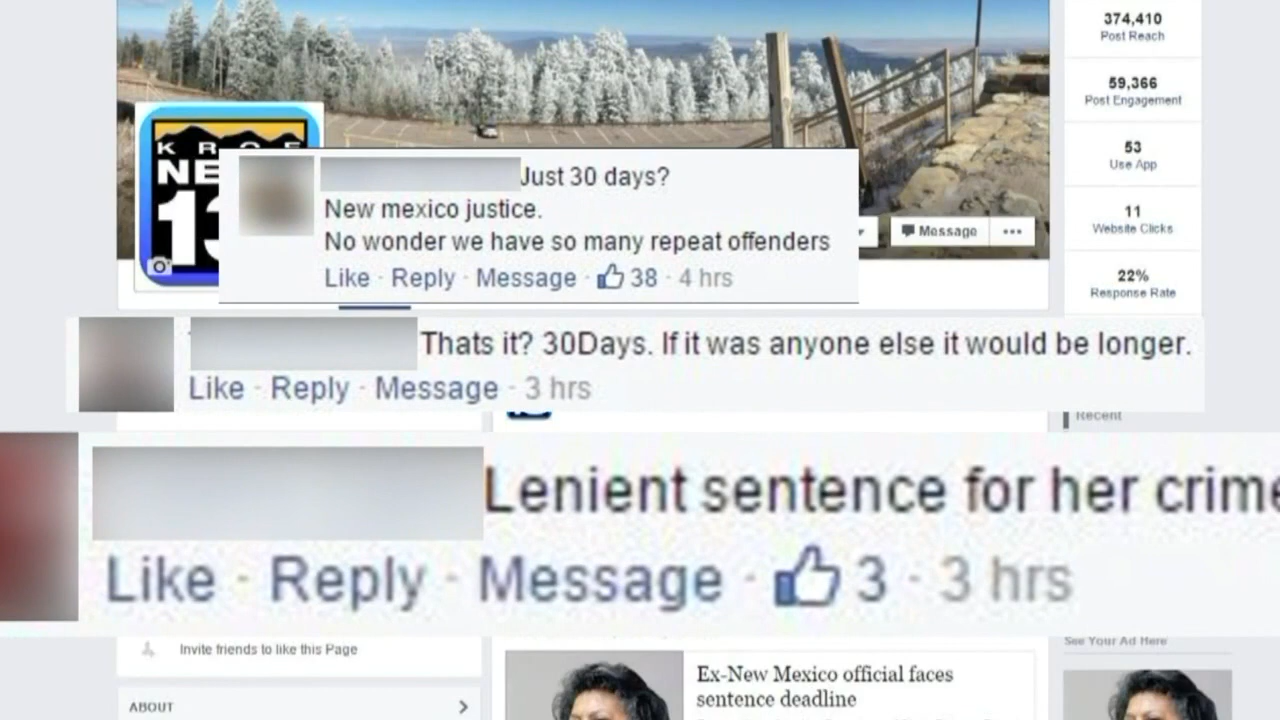 374,410
Post Reach
59,366
Post Engagement
53
Use App
11
Website Clicks
22%
Response Rate
KRQE
NE
13
Message
Just 30 days?
New mexico justice.
No wonder we have so many repeat offenders
Like · Reply · Message · 38 · 4 hrs
Thats it? 30Days. If it was anyone else it would be longer.
Like · Reply · Message · 3 hrs
Recent
Lenient sentence for her crime
Like · Reply · Message · 3 · 3 hrs
Invite friends to like this Page
See Your Ad Here
Ex-New Mexico official faces
sentence deadline
ABOUT